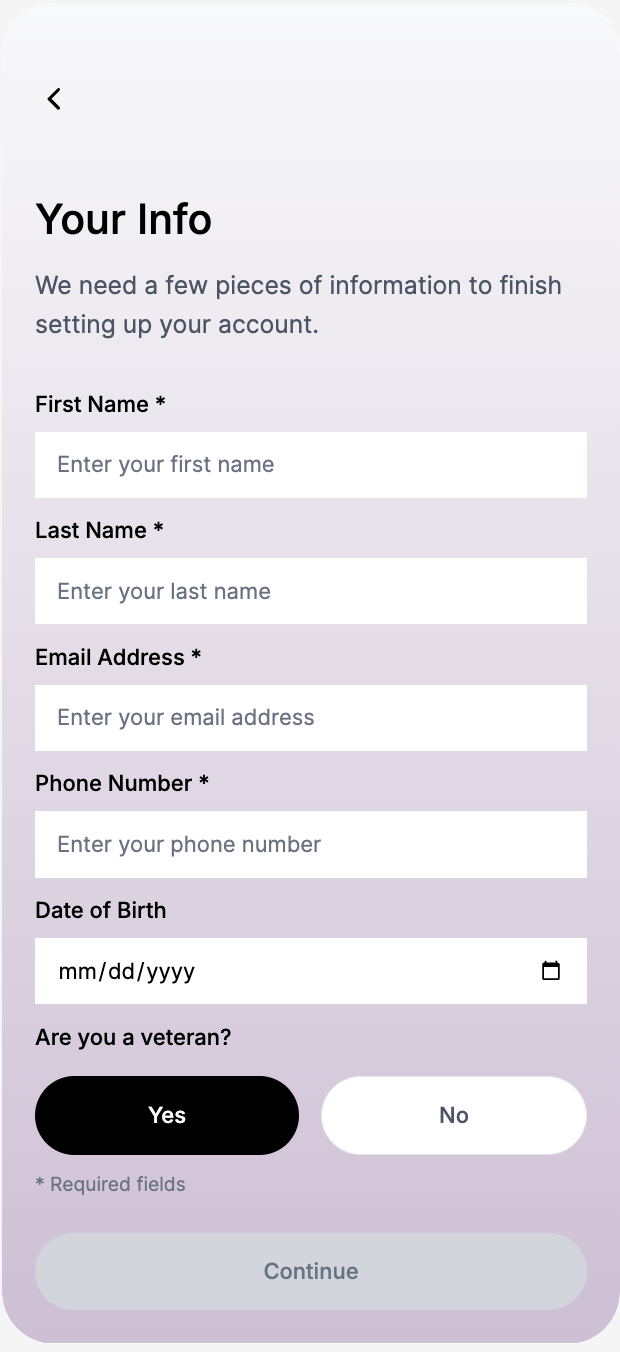 Your Info
We need a few pieces of information to finish
setting up your account.
First Name *
Enter your first name
Last Name *
Enter your last name
Email Address *
Enter your email address
Phone Number *
Enter your phone number
Date of Birth
mm/dd/yyyy
Are you a veteran?
Yes
No
* Required fields
Continue